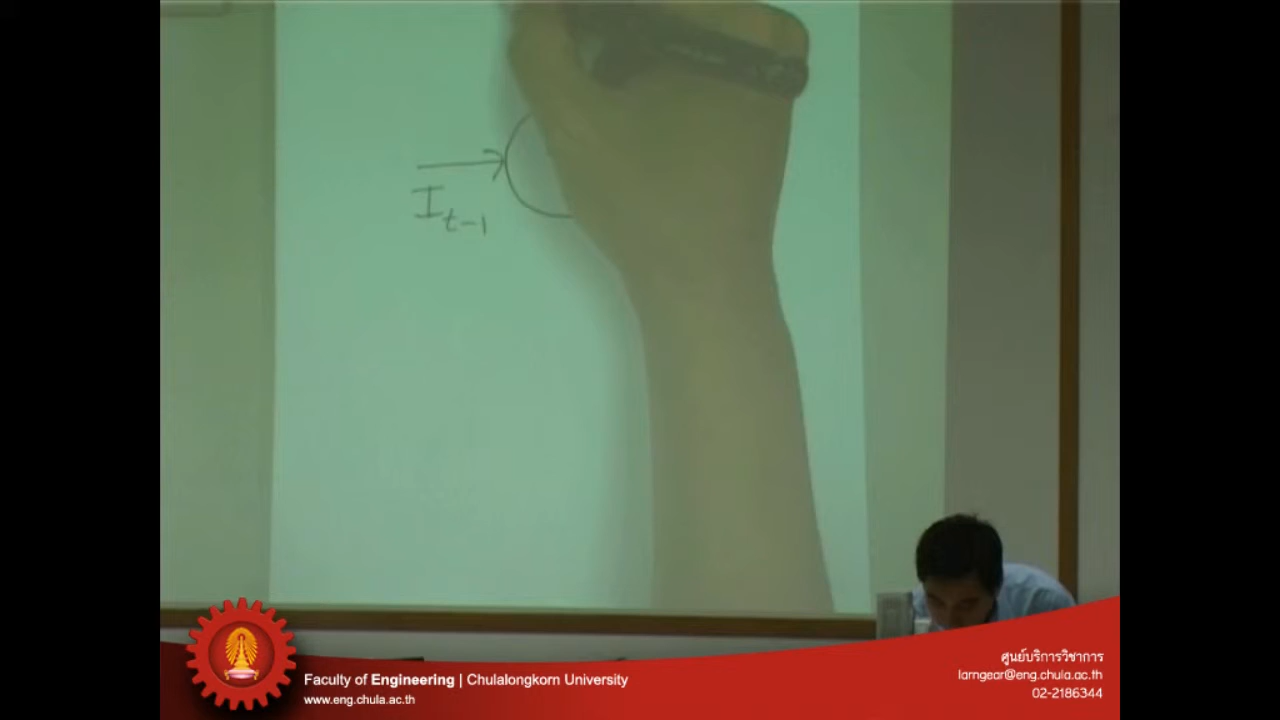 I_{t-1}
Faculty of Engineering | Chulalongkorn University
www.eng.chula.ac.th
ศูนย์บริการวิชาการ
larngear@eng.chula.ac.th
02-2186344